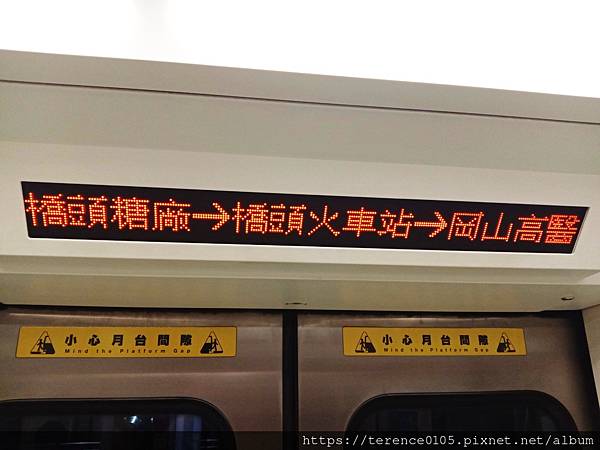 橋頭糖廠→橋頭火車站→岡山高醫
小心月台間隙
Mind the Platform Gap
小心月台間隙
Mind the Platform Gap
https://terence0105.pixnet.net/album